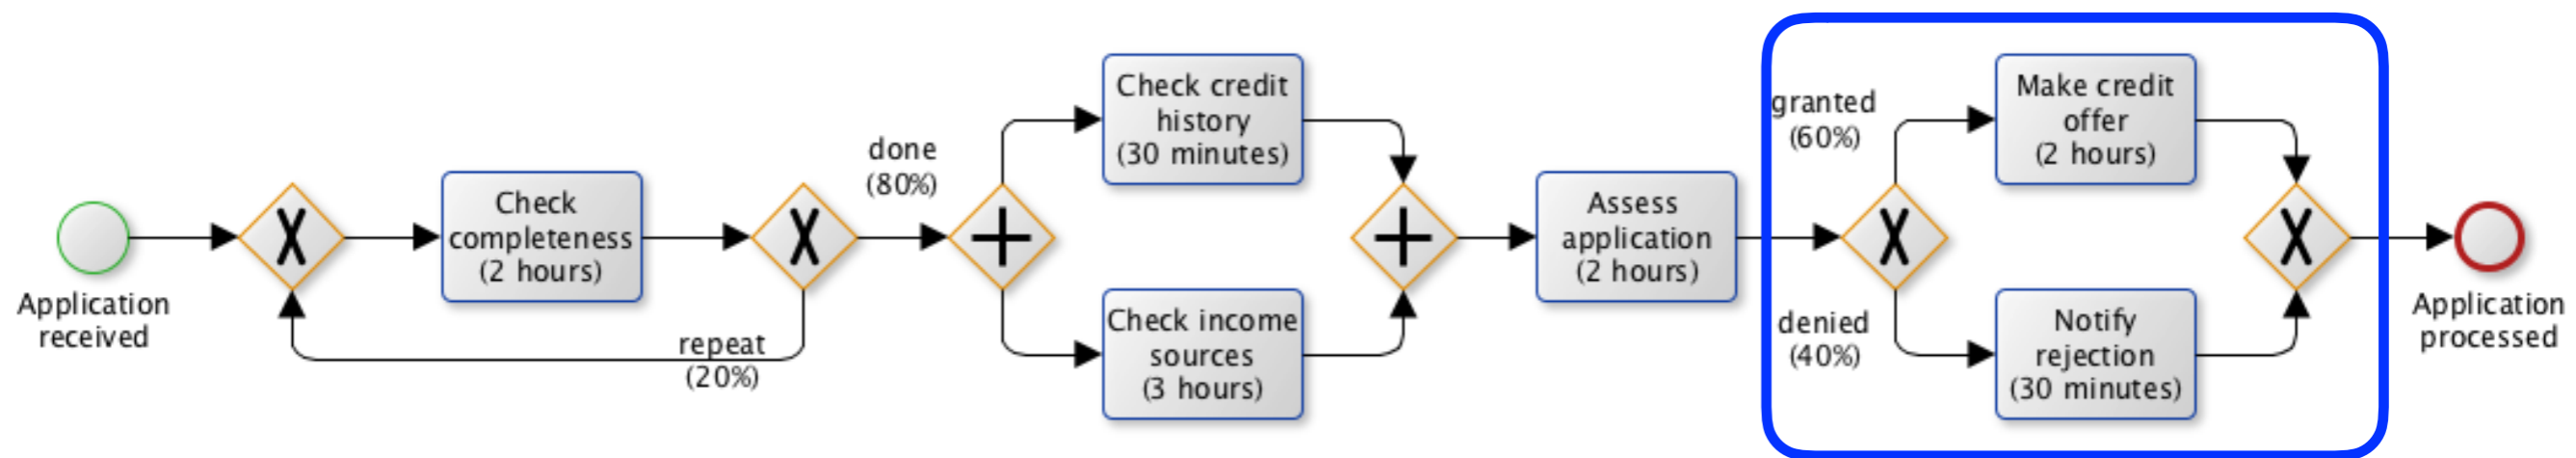 Application
received
Check
completeness
(2 hours)
repeat
(20%)
done
(80%)
Check credit
history
(30 minutes)
Check income
sources
(3 hours)
Assess
application
(2 hours)
granted
(60%)
denied
(40%)
Make credit
offer
(2 hours)
Notify
rejection
(30 minutes)
Application
processed